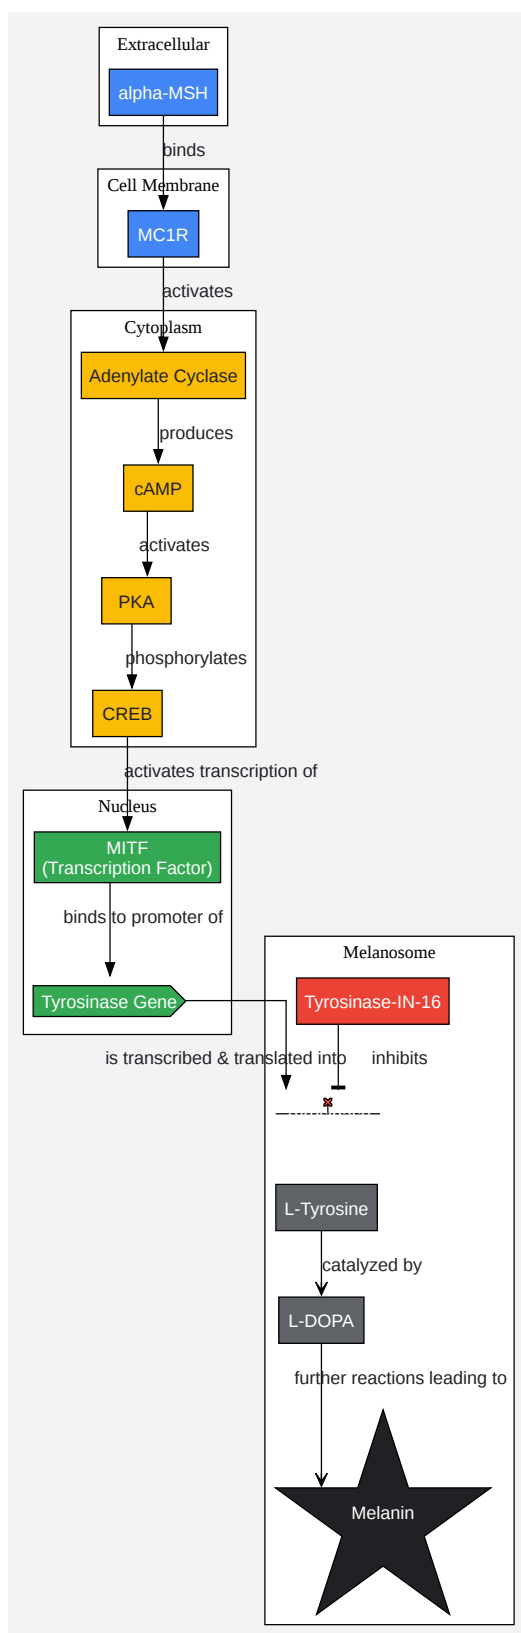 Extracellular
alpha-MSH
binds
Cell Membrane
MC1R
activates
Cytoplasm
Adenylate Cyclase
produces
cAMP
activates
PKA
phosphorylates
CREB
activates transcription of
Nucleus
MITF
(Transcription Factor)
binds to promoter of
Tyrosinase Gene
Melanosome
Tyrosinase-IN-16
is transcribed & translated into
inhibits
L-Tyrosine
catalyzed by
L-DOPA
further reactions leading to
Melanin